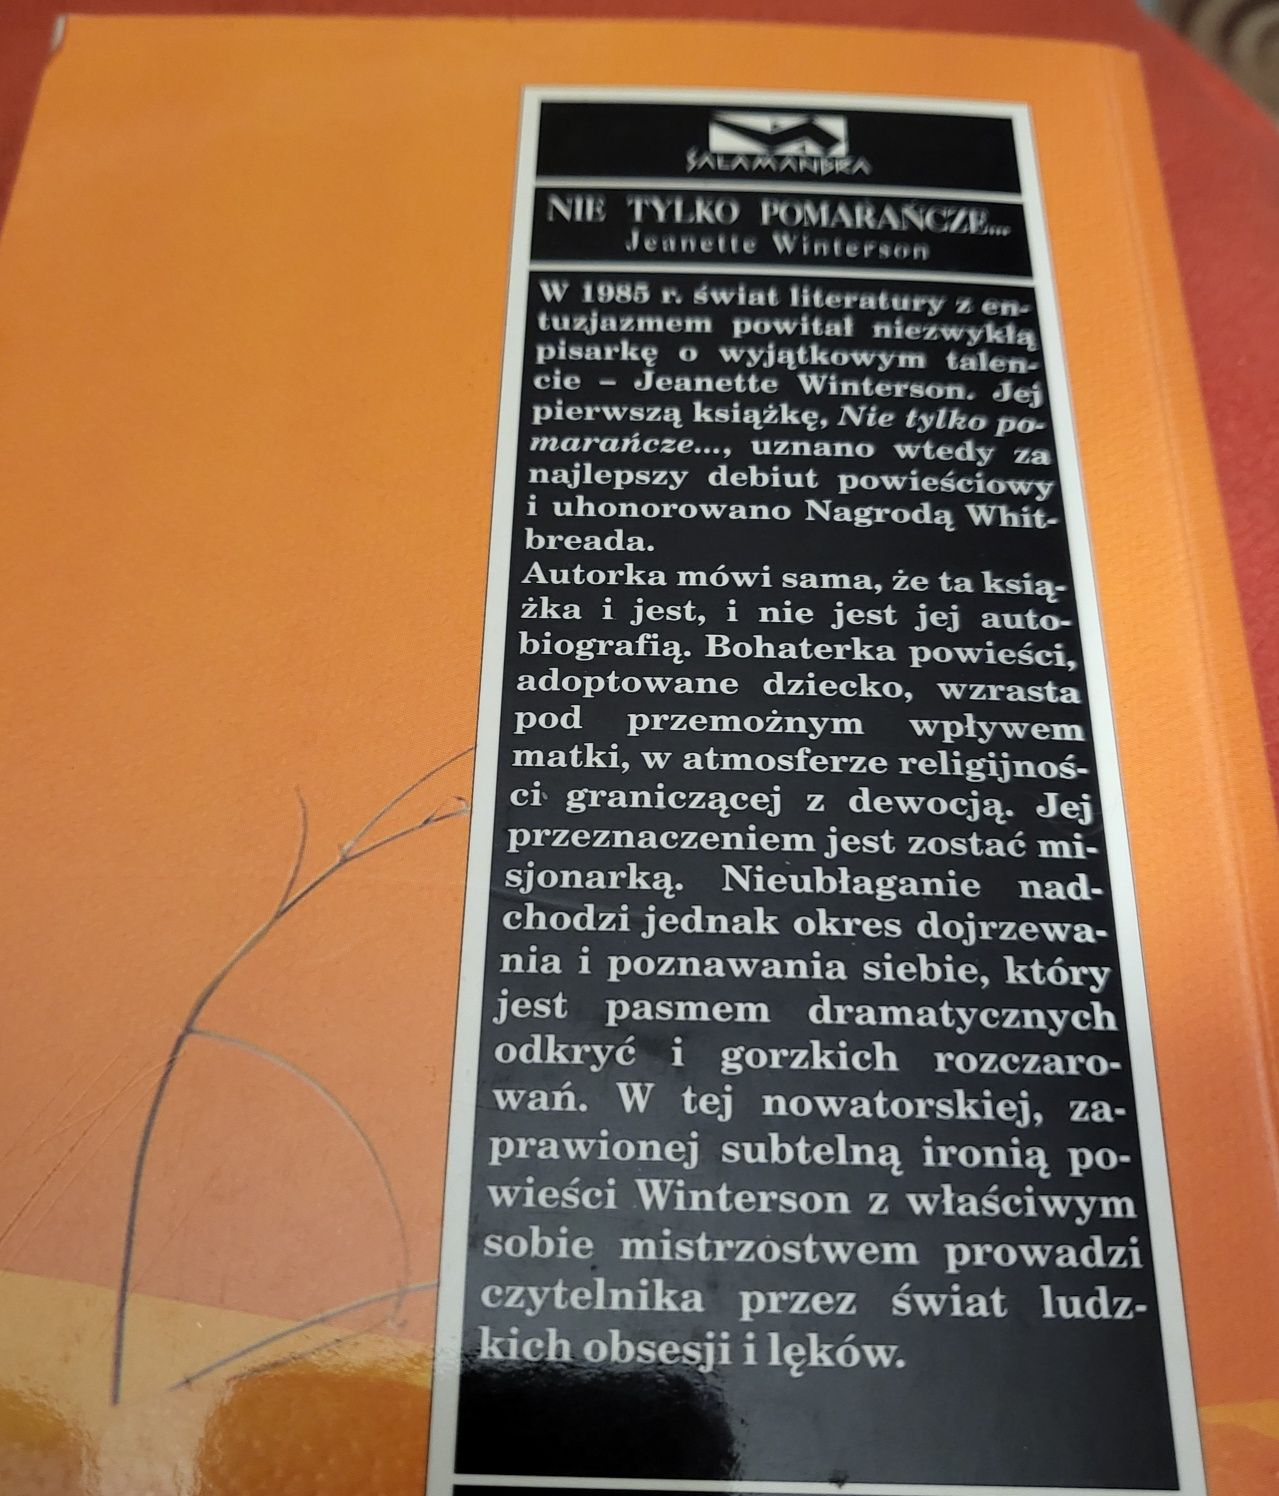 SALAMANDRA
NIE TYLKO POMARAŃCZE...
Jeanette Winterson
W 1985 r. świat literatury z en-
tuzjazmem powitał niezwykłą
pisarkę o wyjątkowym talen-
cie – Jeanette Winterson. Jej
pierwszą książkę, Nie tylko po-
marańcze..., uznano wtedy za
najlepszy debiut powieściowy
i uhonorowano Nagrodą Whit-
breada.
Autorka mówi sama, że ta ksią-
żka i jest, i nie jest jej auto-
biografią. Bohaterka powieści,
adoptowane dziecko, wzrasta
pod przemożnym wpływem
matki, w atmosferze religijnoś-
ci graniczącej z dewocją. Jej
przeznaczeniem jest zostać mi-
sjonarką. Nieubłaganie nad-
chodzi jednak okres dojrzewa-
nia i poznawania siebie, który
jest pasmem dramatycznych
odkryć i gorzkich rozczaro-
wań. W tej nowatorskiej, za-
prawionej subtelną ironią po-
wieści Winterson z właściwym
sobie mistrzostwem prowadzi
czytelnika przez świat ludz-
kich obsesji i lęków.